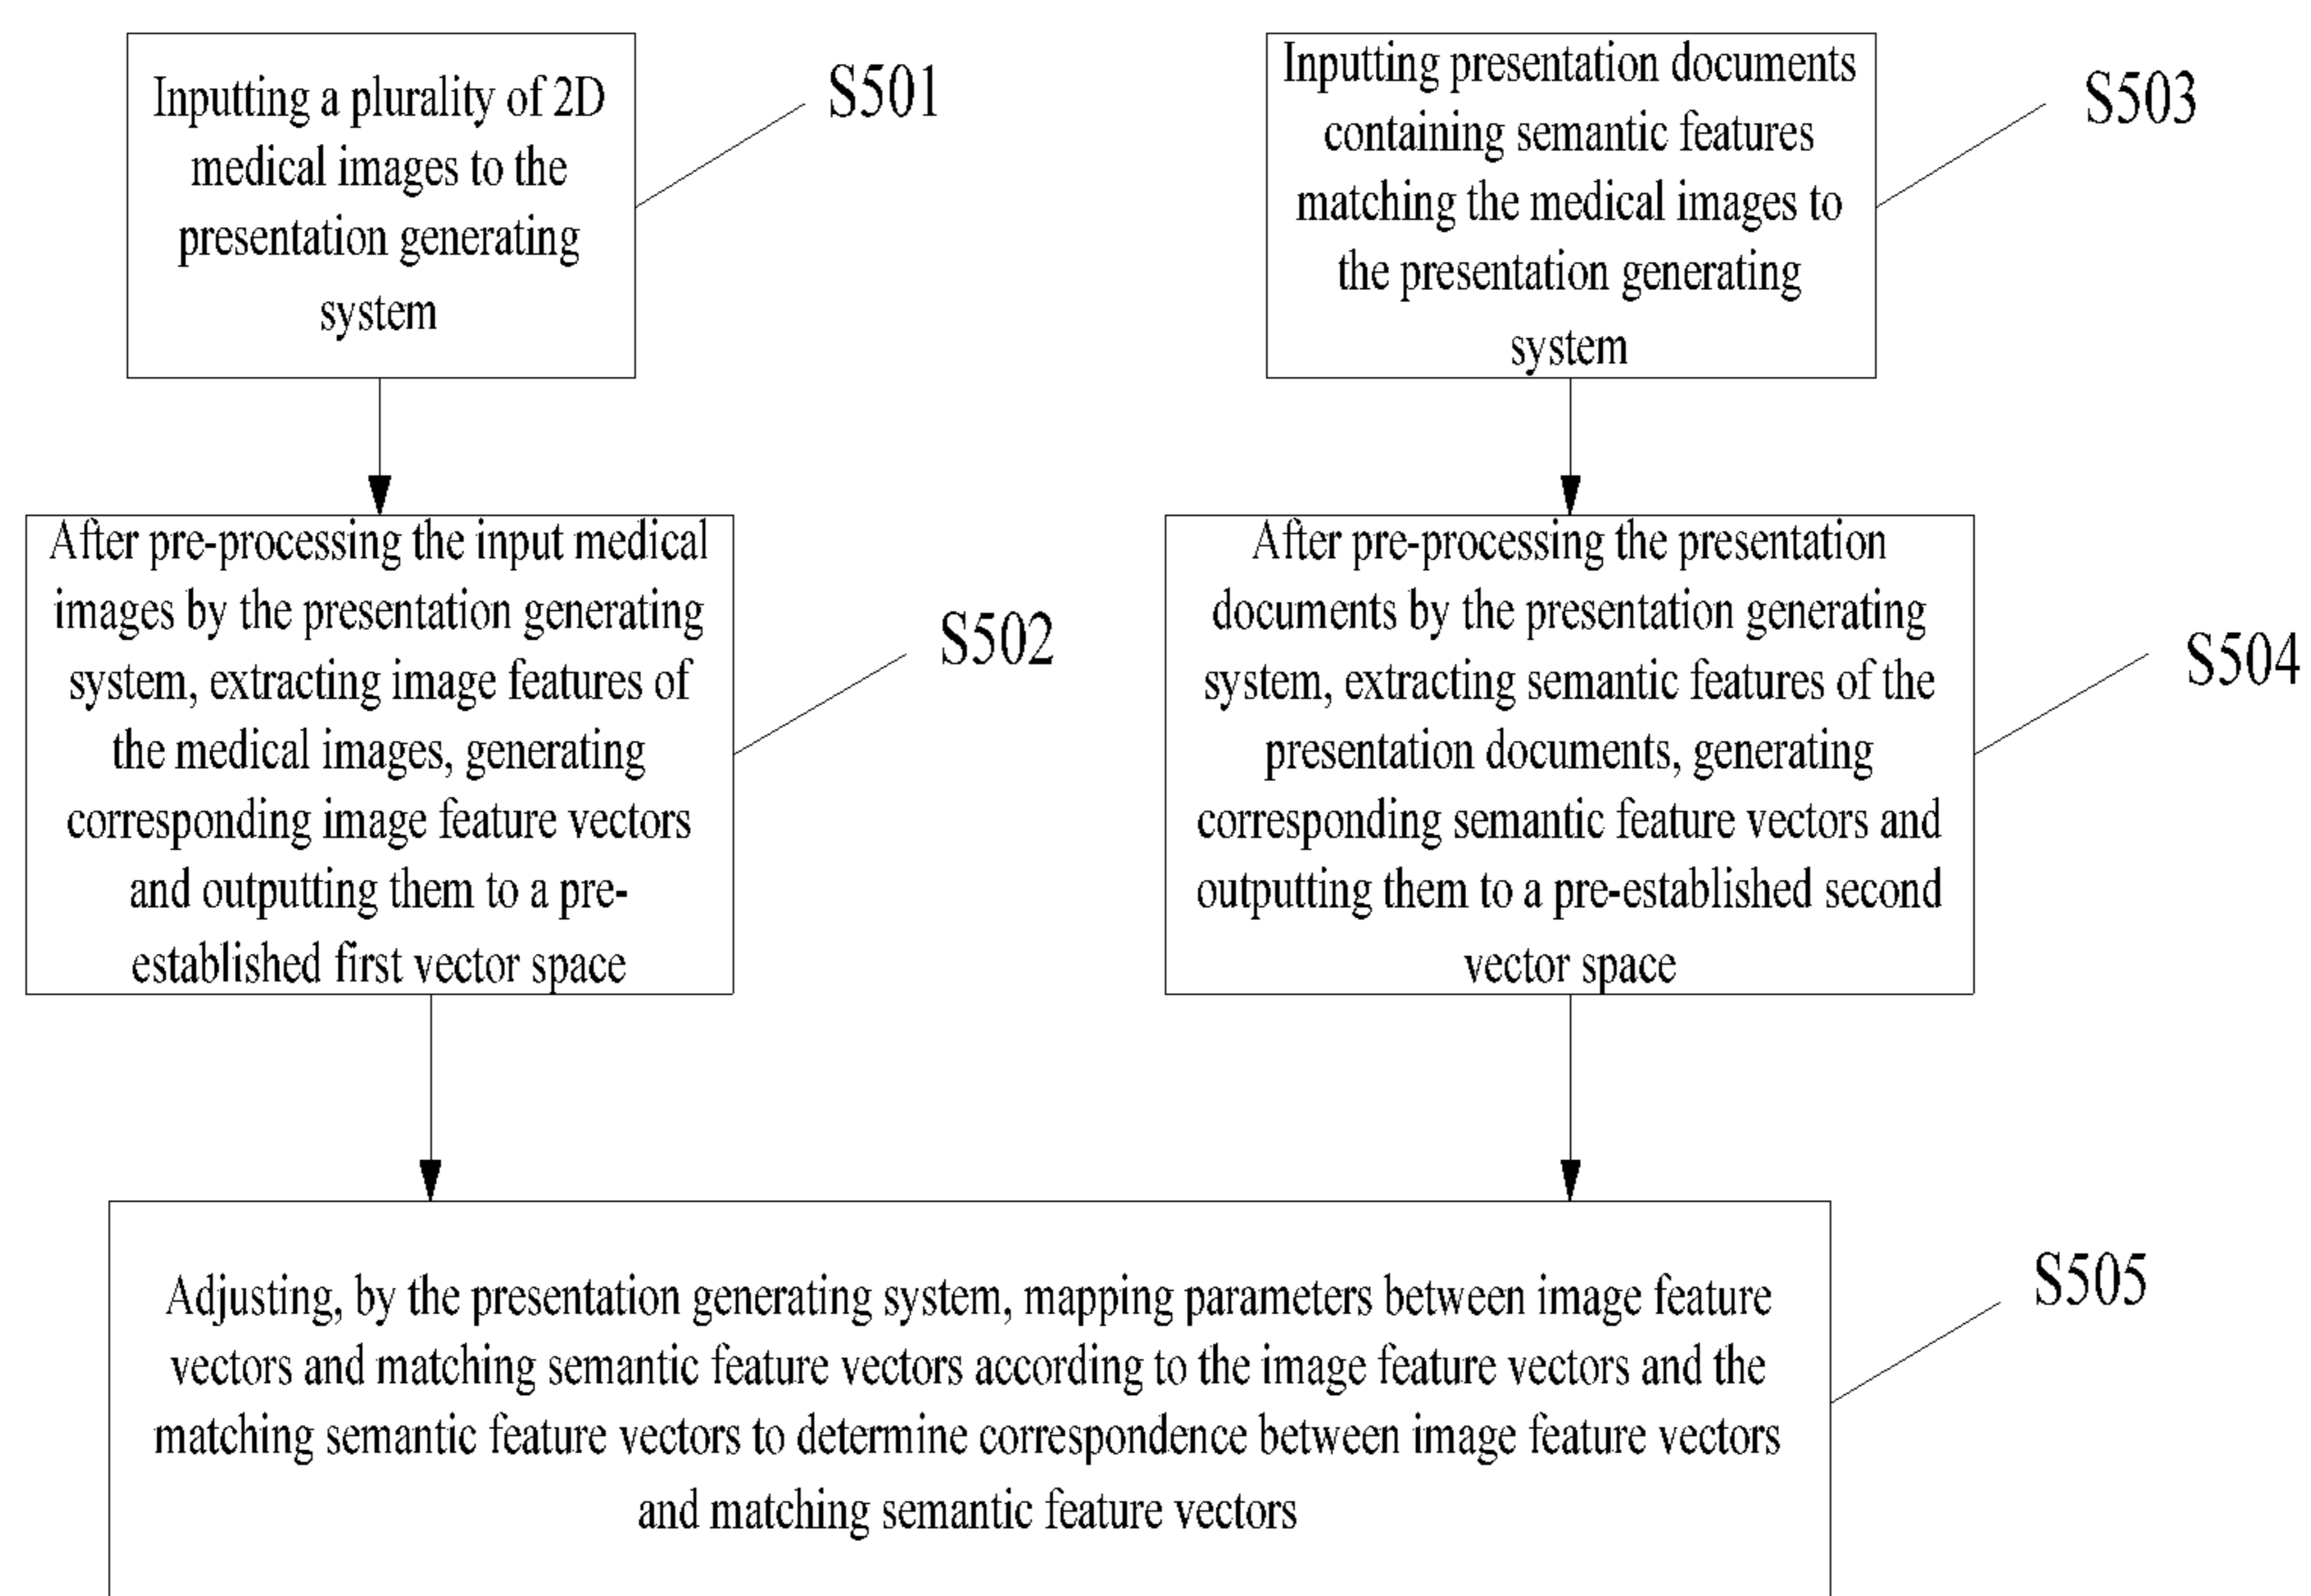 Inputting a plurality of 2D
medical images to the
presentation generating
system
S501
Inputting presentation documents
containing semantic features
matching the medical images to
the presentation generating
system
S503
After pre-processing the input medical
images by the presentation generating
system, extracting image features of
the medical images, generating
corresponding image feature vectors
and outputting them to a pre-
established first vector space
S502
After pre-processing the presentation
documents by the presentation generating
system, extracting semantic features of the
presentation documents, generating
corresponding semantic feature vectors and
outputting them to a pre-established second
vector space
S504
Adjusting, by the presentation generating system, mapping parameters between image feature
vectors and matching semantic feature vectors according to the image feature vectors and the
matching semantic feature vectors to determine correspondence between image feature vectors
and matching semantic feature vectors
S505